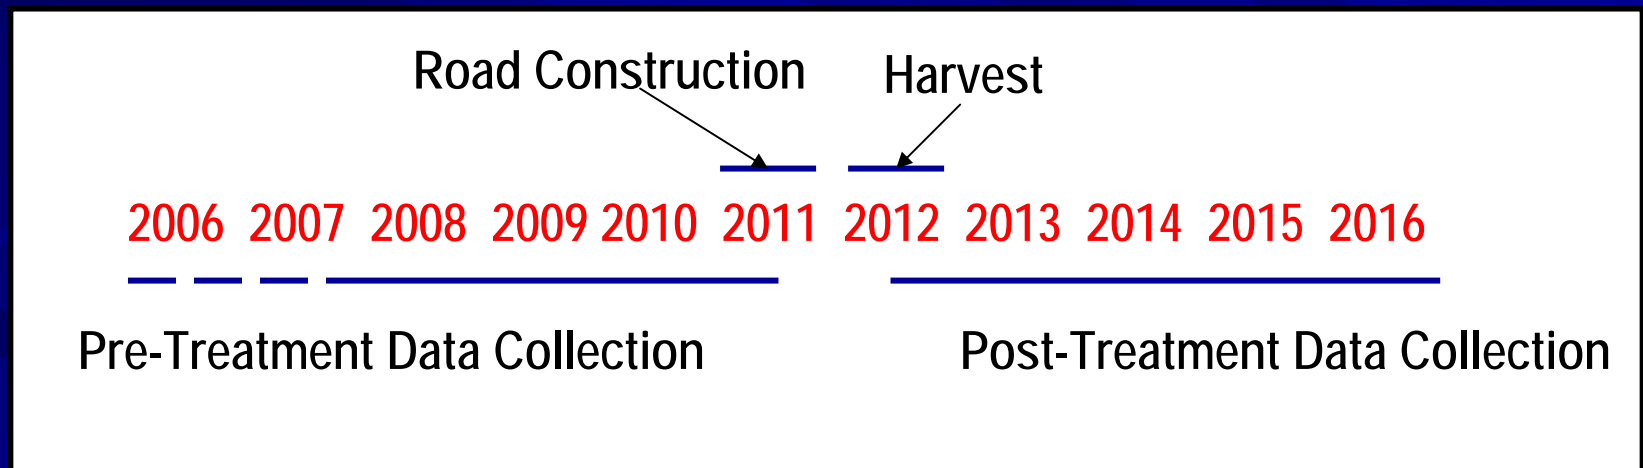 Road Construction Harvest
2006 2007 2008 2009 2010 2011 2012 2013 2014 2015 2016
Pre-Treatment Data Collection Post-Treatment Data Collection